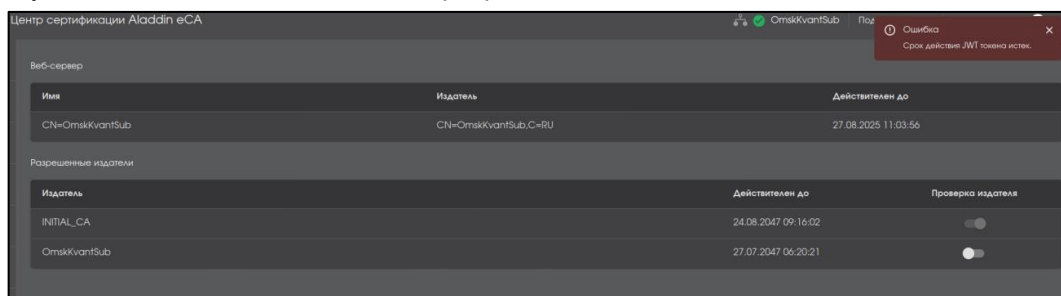 Центр сертификации Aladdin eCA
OmskKvantSub
Ошибка
Срок действия JWT токена истек.
Веб-сервер
Имя Издатель Действителен до
CN=OmskKvantSub CN=OmskKvantSub,C=RU 27.08.2025 11:03:56
Разрешенные издатели
Издатель Действителен до Проверка издателя
INITIAL_CA 24.08.2047 09:16:02
OmskKvantSub 27.07.2047 06:20:21